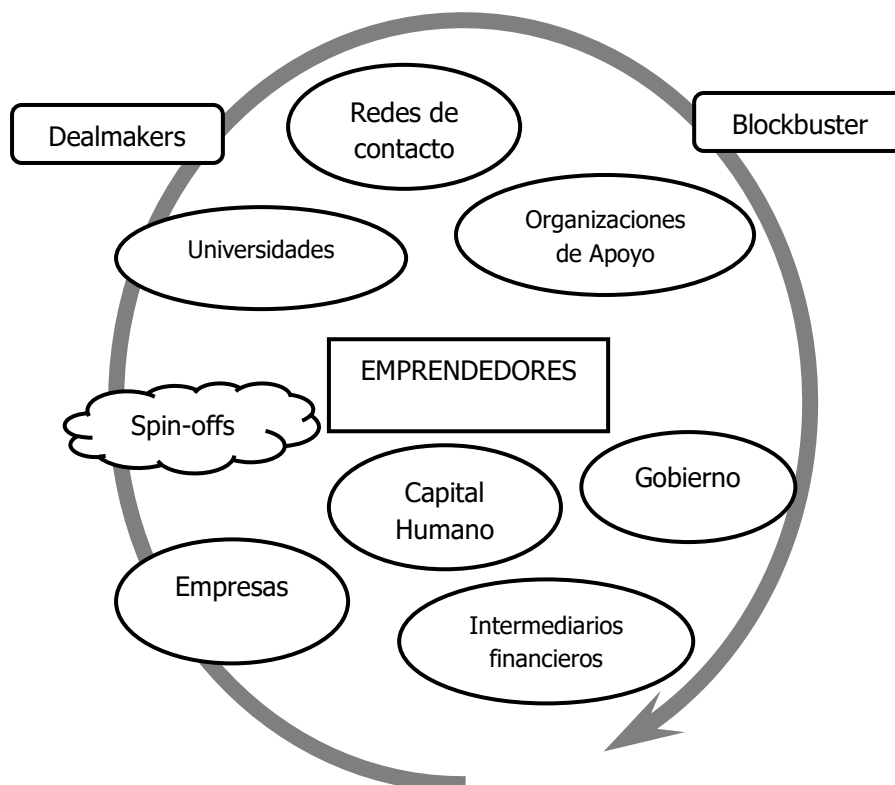 Redes de
contacto
Dealmakers
Blockbuster
Universidades
Organizaciones
de Apoyo
EMPRENDEDORES
Spin-offs
Capital
Humano
Gobierno
Empresas
Intermediarios
financieros